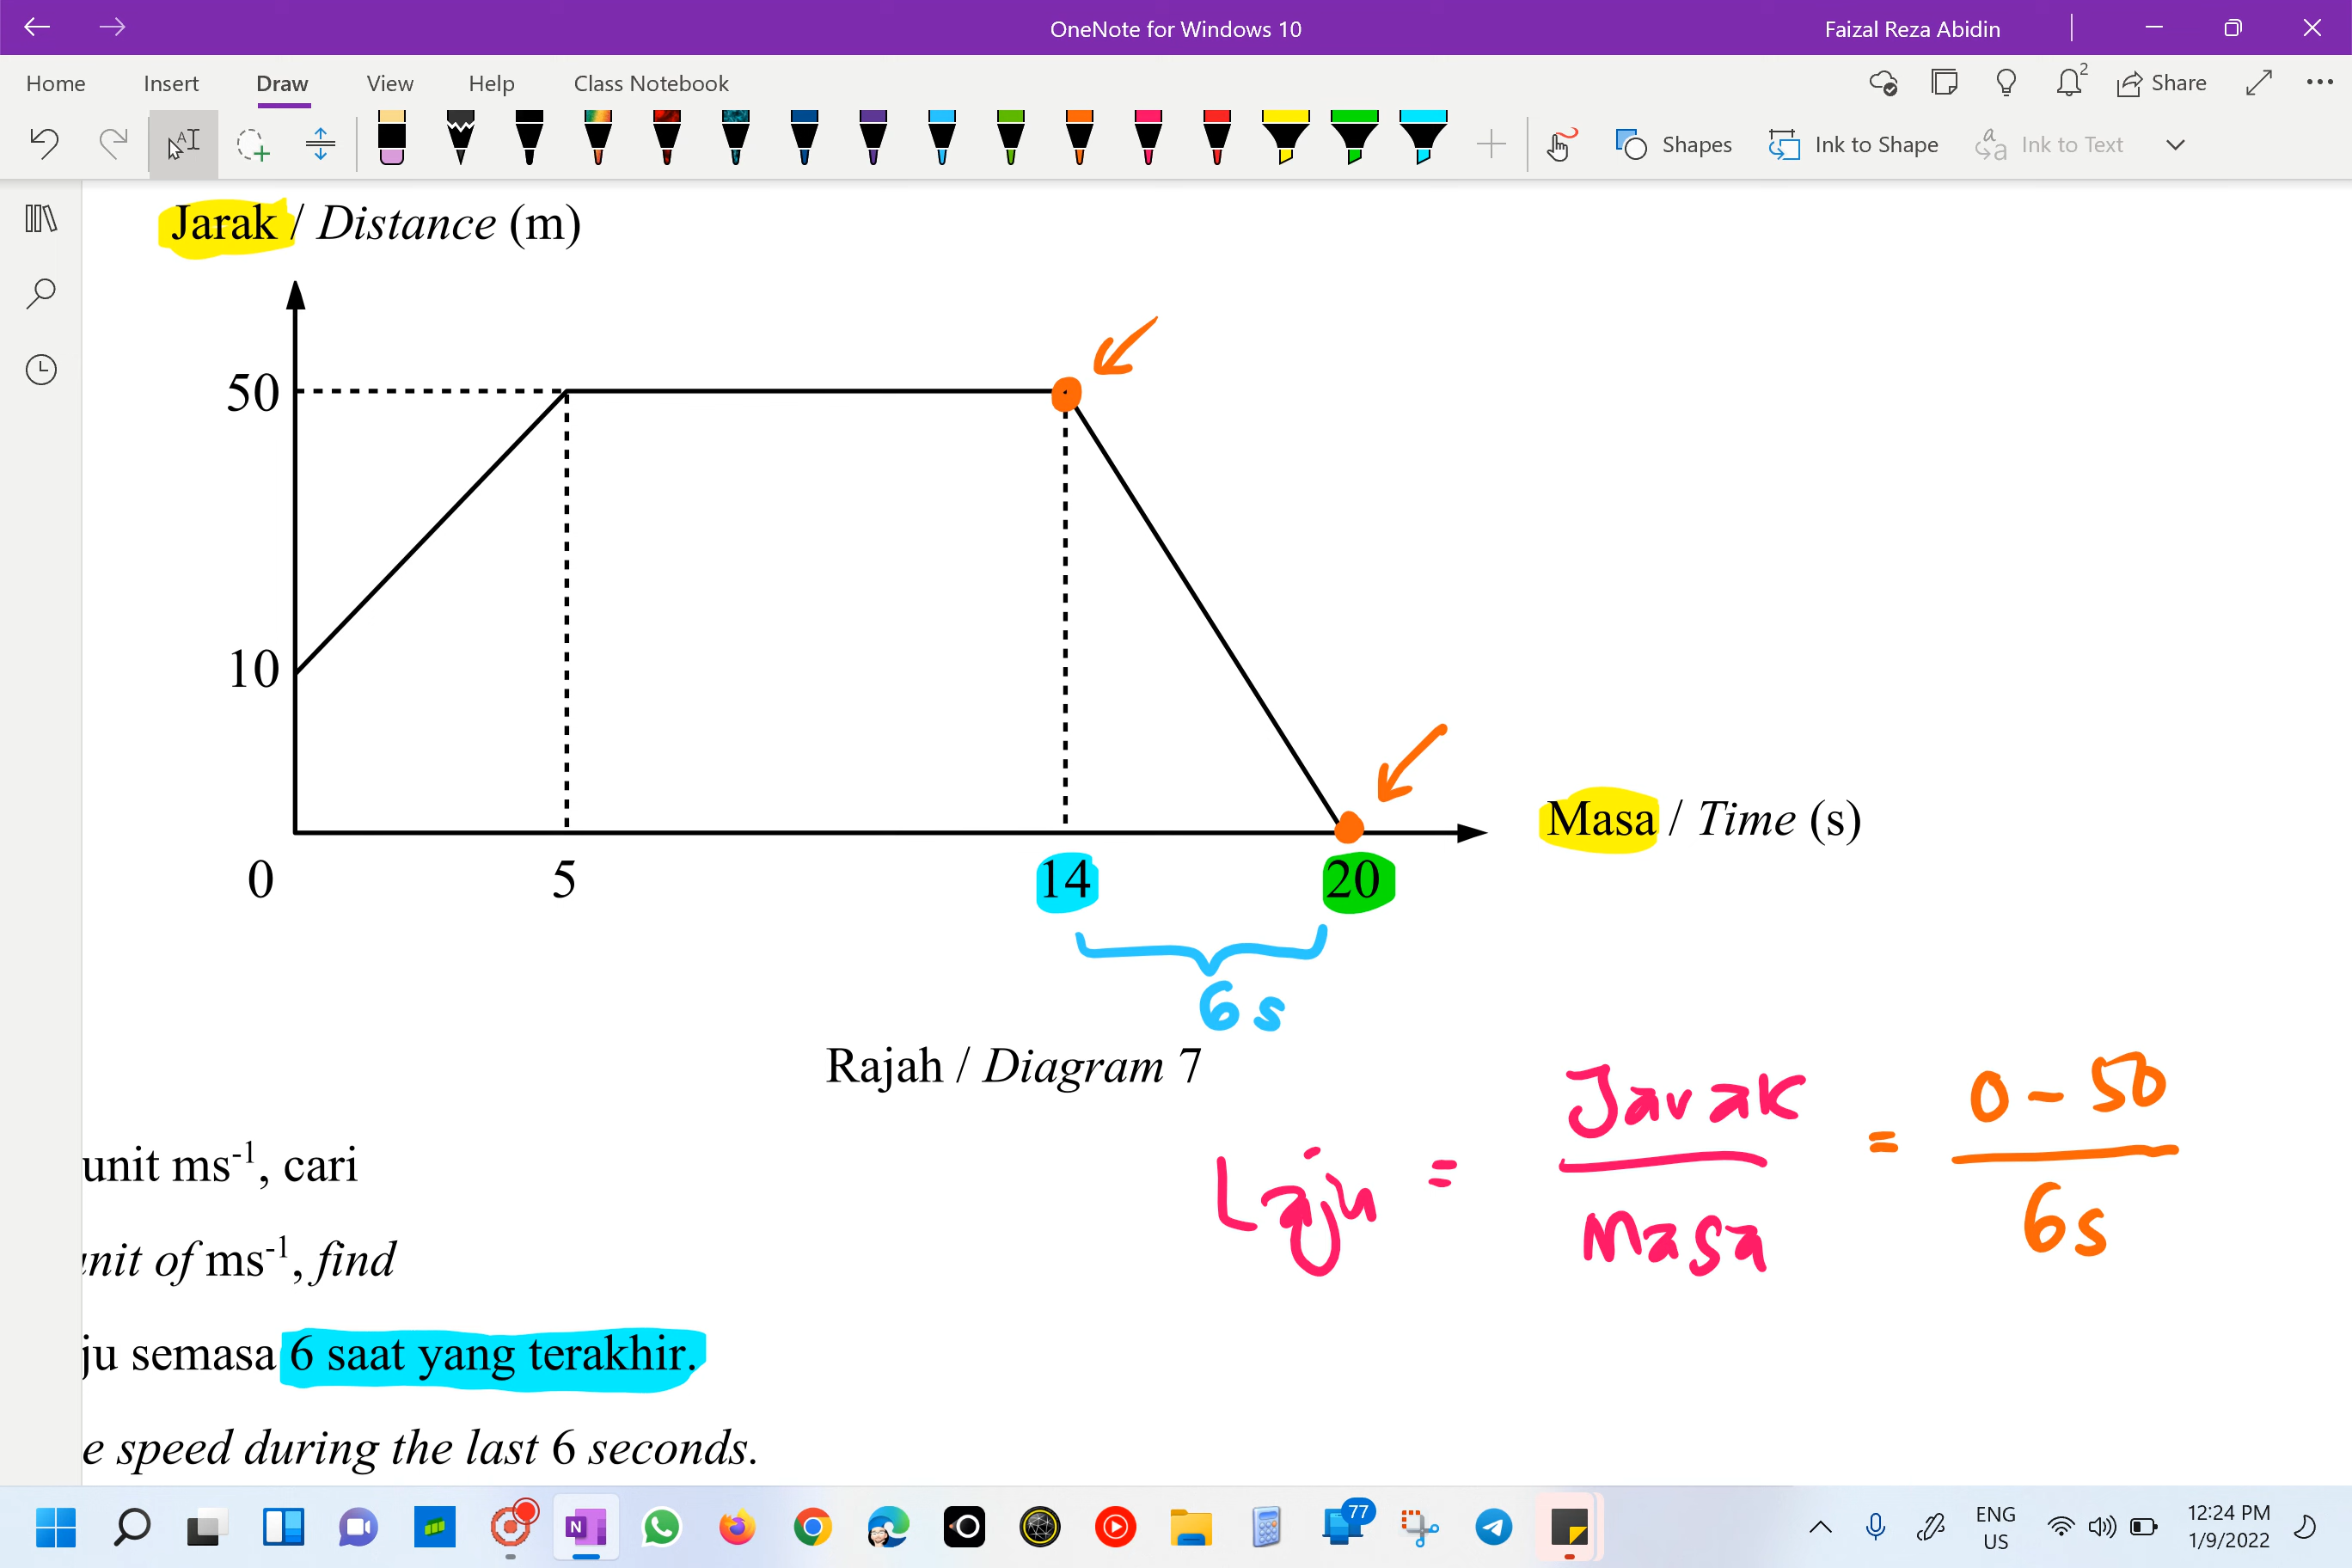 OneNote for Windows 10
Faizal Reza Abidin
Home Insert Draw View Help Class Notebook
2
Share
Shapes
Ink to Shape
Ink to Text
Jarak / Distance (m)
50
10
0 5 14 20
Masa / Time (s)
6 s
Rajah / Diagram 7
Laju = Jarak / Masa = 0 - 50 / 6s
unit ms⁻¹, cari
unit of ms⁻¹, find
ju semasa 6 saat yang terakhir.
e speed during the last 6 seconds.
77
ENG
US
12:24 PM
1/9/2022